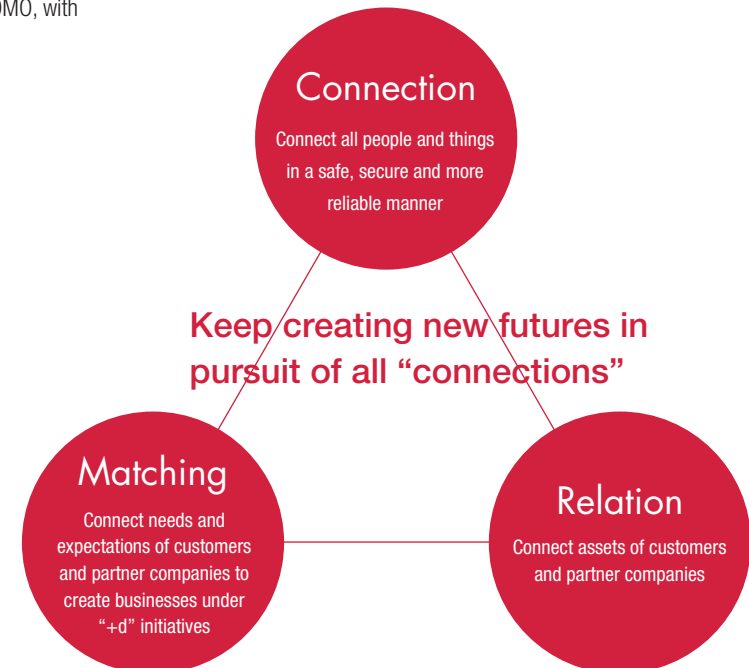 OMO, with
Connection
Connect all people and things
in a safe, secure and more
reliable manner
Keep creating new futures in
pursuit of all “connections”
Matching
Connect needs and
expectations of customers
and partner companies to
create businesses under
“+d” initiatives
Relation
Connect assets of customers
and partner companies